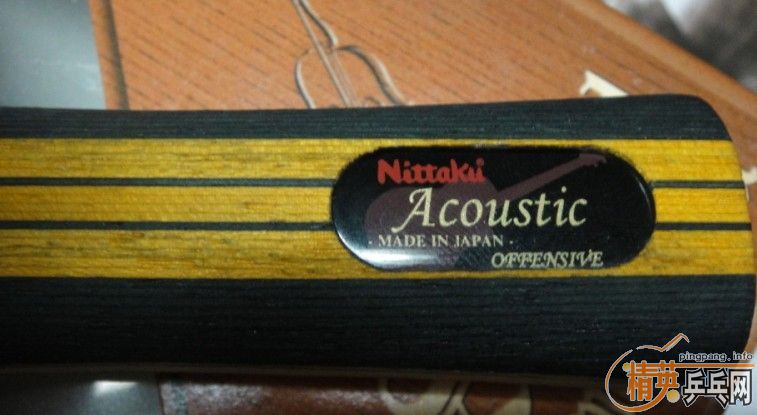 Nittaku
Acoustic
- MADE IN JAPAN -
OFFENSIVE
pingpang.info
精英乒乓网